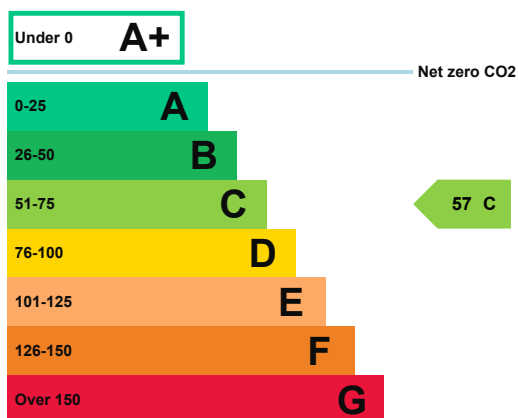 Under 0 A+
Net zero CO2
0-25 A
26-50 B
51-75 C
57 C
76-100 D
101-125 E
126-150 F
Over 150 G